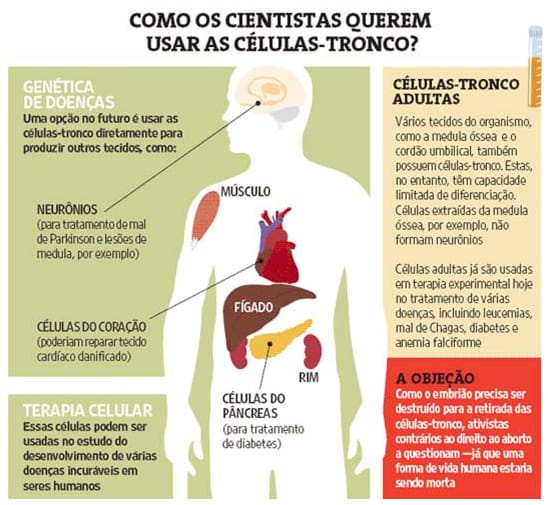 COMO OS CIENTISTAS QUEREM
USAR AS CÉLULAS-TRONCO?
GENÉTICA
DE DOENÇAS
Uma opção no futuro é usar as
células-tronco diretamente para
produzir outros tecidos, como:
NEURÔNIOS
(para tratamento de mal
de Parkinson e lesões de
medula, por exemplo)
CÉLULAS DO CORAÇÃO
(poderiam reparar tecido
cardíaco danificado)
TERAPIA CELULAR
Essas células podem ser
usadas no estudo do
desenvolvimento de várias
doenças incuráveis em
seres humanos
MÚSCULO
FÍGADO
RIM
CÉLULAS DO
PÂNCREAS
(para tratamento
de diabetes)
CÉLULAS-TRONCO
ADULTAS
Vários tecidos do organismo,
como a medula óssea e o
cordão umbilical, também
possuem células-tronco. Estas,
no entanto, têm capacidade
limitada de diferenciação.
Células extraídas da medula
óssea, por exemplo, não
formam neurônios
Células adultas já são usadas
em terapia experimental hoje
no tratamento de várias
doenças, incluindo leucemias,
mal de Chagas, diabetes e
anemia falciforme
A OBJEÇÃO
Como o embrião precisa ser
destruído para a retirada das
células-tronco, ativistas
contrários ao direito ao aborto
a questionam —já que uma
forma de vida humana estaria
sendo morta